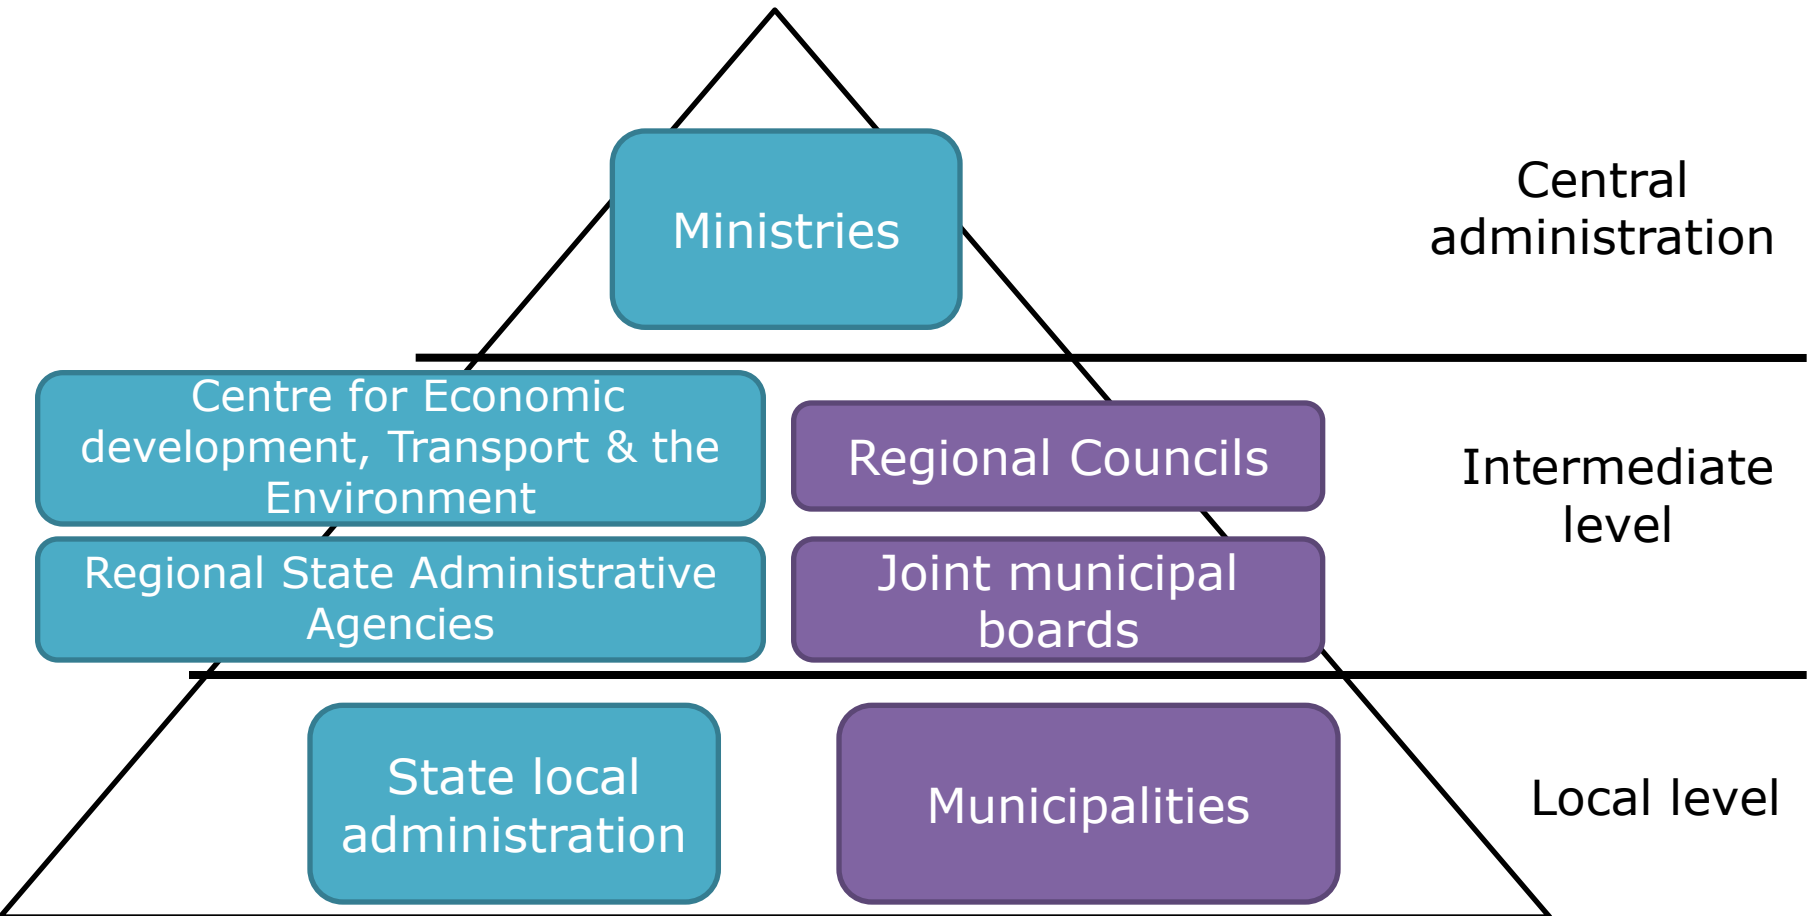 Ministries
Central
administration
Centre for Economic
development, Transport & the
Environment
Regional Councils
Intermediate
level
Regional State Administrative
Agencies
Joint municipal
boards
State local
administration
Municipalities
Local level